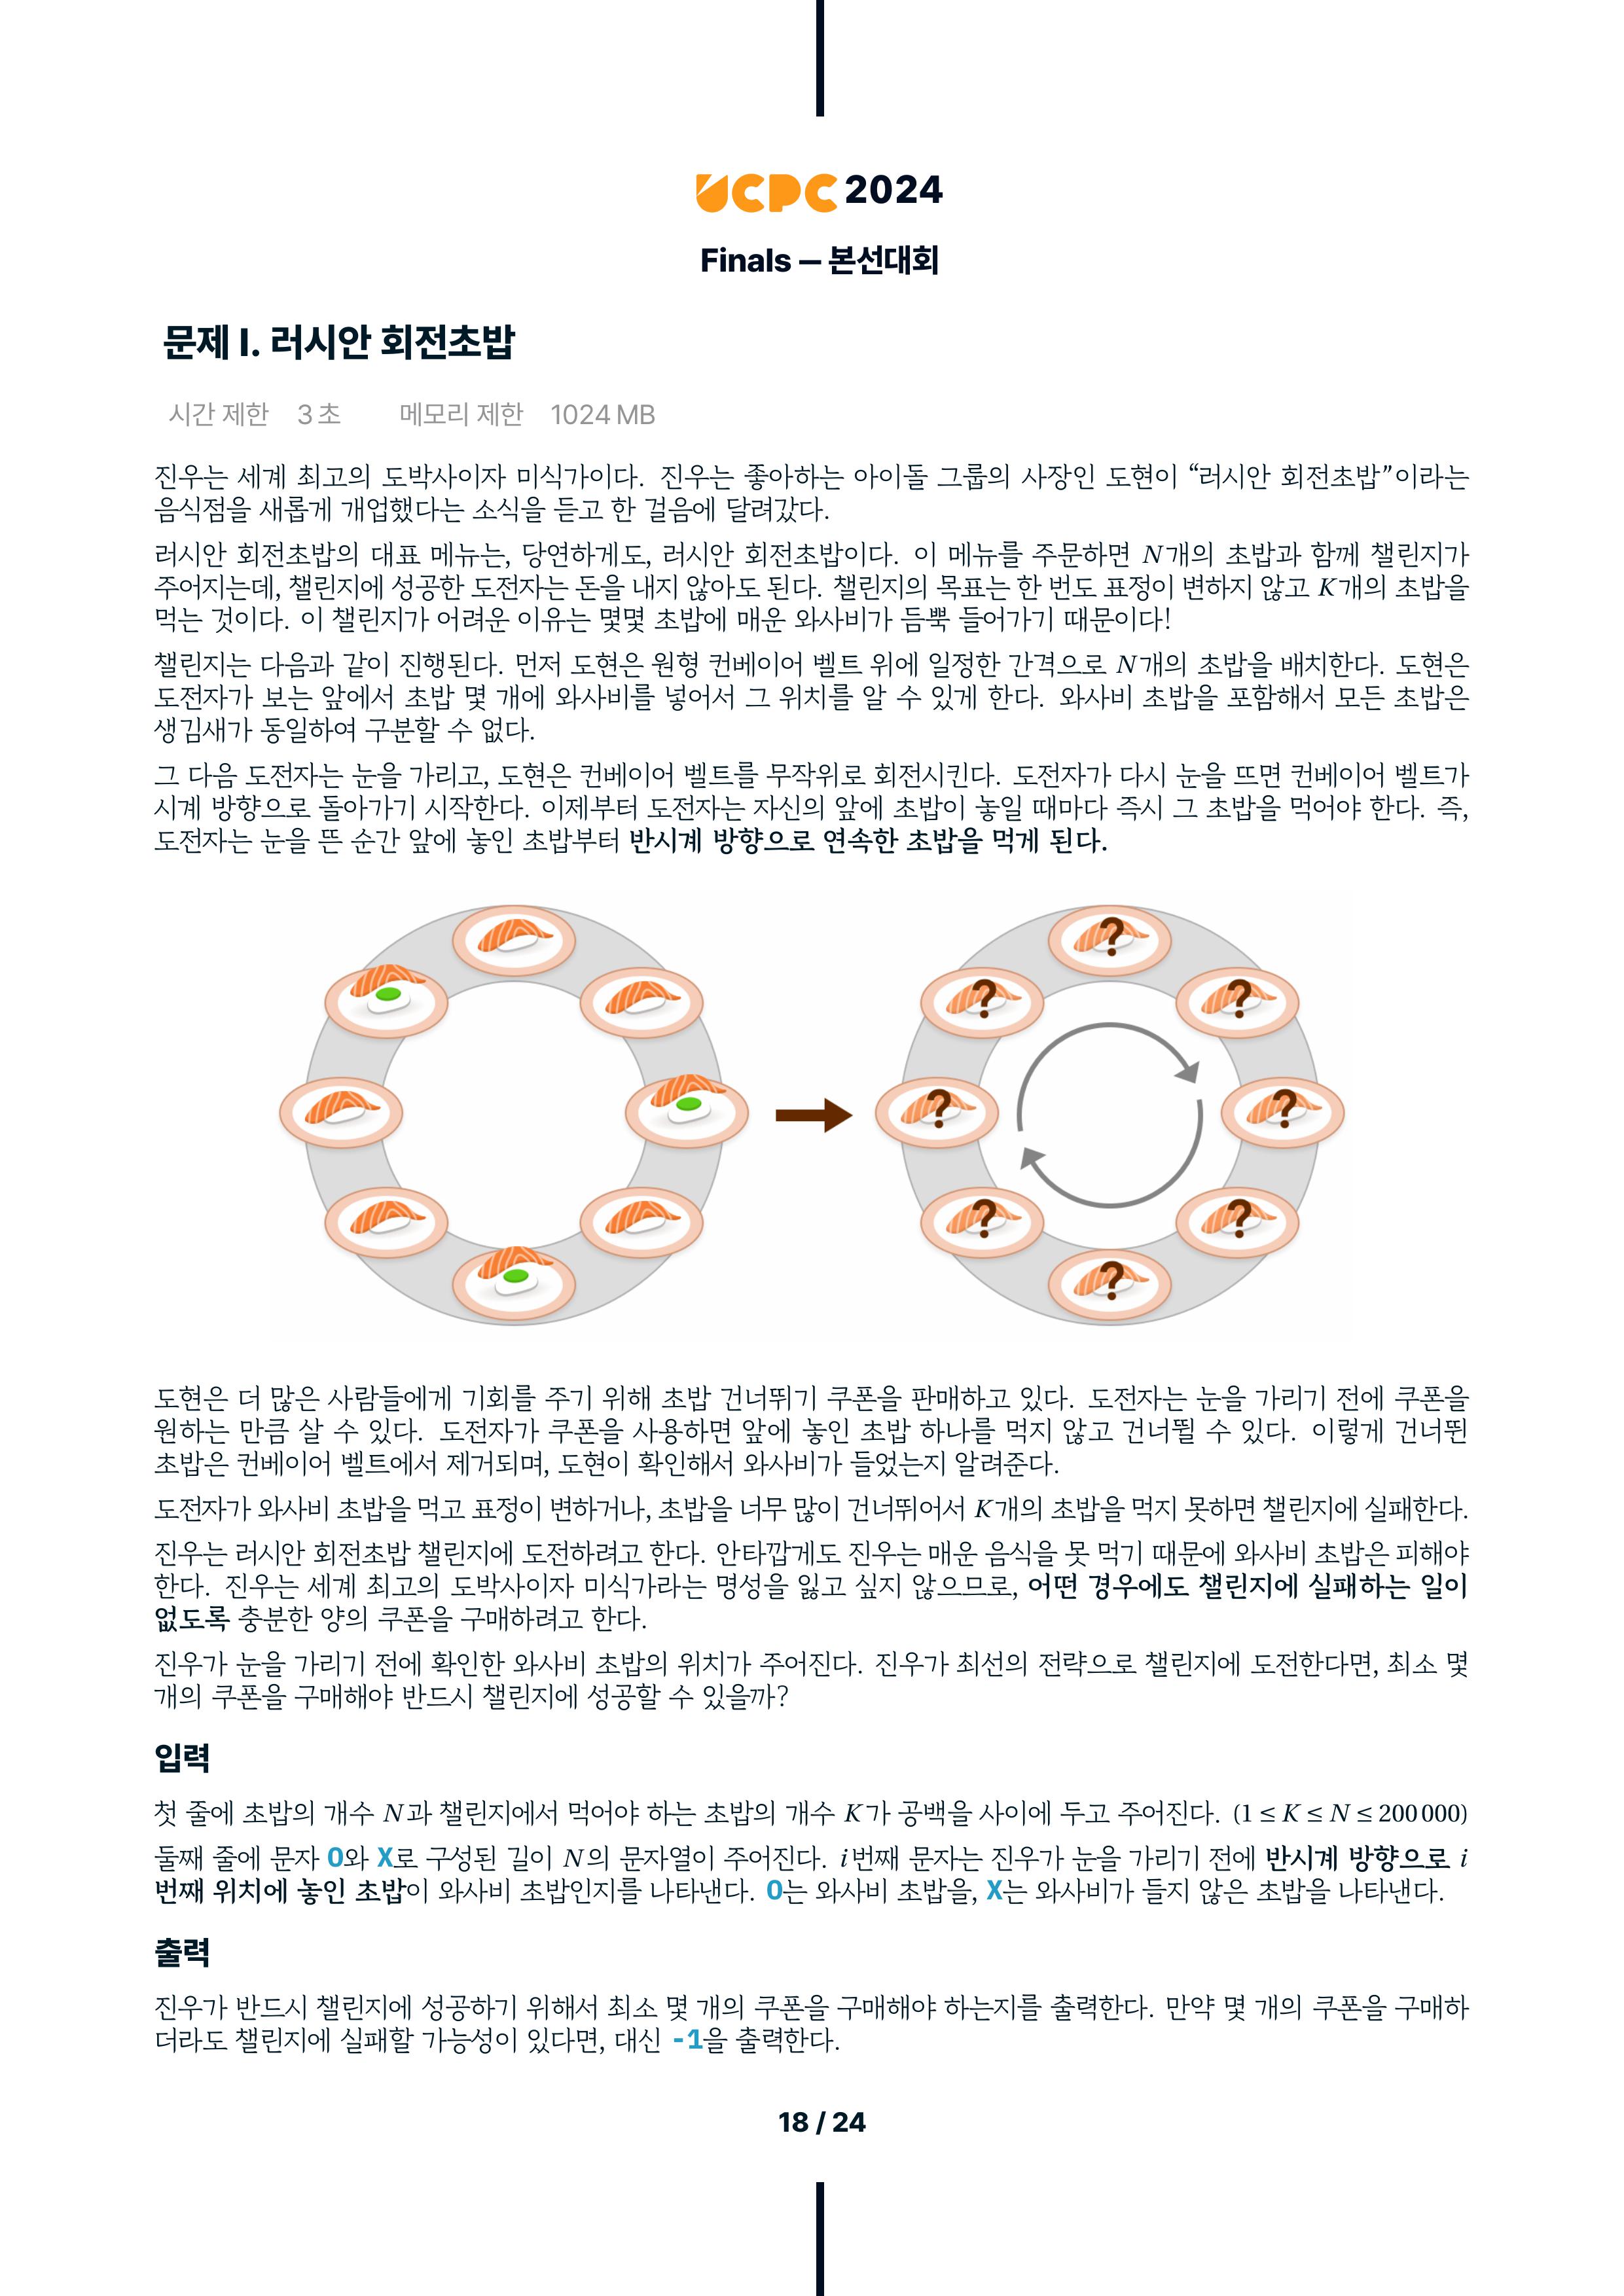 UCPC 2024
Finals — 본선대회
문제 I. 러시안 회전초밥
시간 제한 3 초 메모리 제한 1024 MB
진우는 세계 최고의 도박사이자 미식가이다. 진우는 좋아하는 아이돌 그룹의 사장인 도현이 “러시안 회전초밥”이라는
음식점을 새롭게 개업했다는 소식을 듣고 한 걸음에 달려갔다.
러시안 회전초밥의 대표 메뉴는, 당연하게도, 러시안 회전초밥이다. 이 메뉴를 주문하면 N개의 초밥과 함께 챌린지가
주어지는데, 챌린지에 성공한 도전자는 돈을 내지 않아도 된다. 챌린지의 목표는 한 번도 표정이 변하지 않고 K개의 초밥을
먹는 것이다. 이 챌린지가 어려운 이유는 몇몇 초밥에 매운 와사비가 듬뿍 들어가기 때문이다!
챌린지는 다음과 같이 진행된다. 먼저 도현은 원형 컨베이어 벨트 위에 일정한 간격으로 N개의 초밥을 배치한다. 도현은
도전자가 보는 앞에서 초밥 몇 개에 와사비를 넣어서 그 위치를 알 수 있게 한다. 와사비 초밥을 포함해서 모든 초밥은
생김새가 동일하여 구분할 수 없다.
그 다음 도전자는 눈을 가리고, 도현은 컨베이어 벨트를 무작위로 회전시킨다. 도전자가 다시 눈을 뜨면 컨베이어 벨트가
시계 방향으로 돌아가기 시작한다. 이제부터 도전자는 자신의 앞에 초밥이 놓일 때마다 즉시 그 초밥을 먹어야 한다. 즉,
도전자는 눈을 뜬 순간 앞에 놓인 초밥부터 반시계 방향으로 연속한 초밥을 먹게 된다.
? ? ? ? ? ? ? ?
도현은 더 많은 사람들에게 기회를 주기 위해 초밥 건너뛰기 쿠폰을 판매하고 있다. 도전자는 눈을 가리기 전에 쿠폰을
원하는 만큼 살 수 있다. 도전자가 쿠폰을 사용하면 앞에 놓인 초밥 하나를 먹지 않고 건너뛸 수 있다. 이렇게 건너뛴
초밥은 컨베이어 벨트에서 제거되며, 도현이 확인해서 와사비가 들었는지 알려준다.
도전자가 와사비 초밥을 먹고 표정이 변하거나, 초밥을 너무 많이 건너뛰어서 K개의 초밥을 먹지 못하면 챌린지에 실패한다.
진우는 러시안 회전초밥 챌린지에 도전하려고 한다. 안타깝게도 진우는 매운 음식을 못 먹기 때문에 와사비 초밥은 피해야
한다. 진우는 세계 최고의 도박사이자 미식가라는 명성을 잃고 싶지 않으므로, 어떤 경우에도 챌린지에 실패하는 일이
없도록 충분한 양의 쿠폰을 구매하려고 한다.
진우가 눈을 가리기 전에 확인한 와사비 초밥의 위치가 주어진다. 진우가 최선의 전략으로 챌린지에 도전한다면, 최소 몇
개의 쿠폰을 구매해야 반드시 챌린지에 성공할 수 있을까?
입력
첫 줄에 초밥의 개수 N과 챌린지에서 먹어야 하는 초밥의 개수 K가 공백을 사이에 두고 주어진다. (1 ≤ K ≤ N ≤ 200 000)
둘째 줄에 문자 O와 X로 구성된 길이 N의 문자열이 주어진다. i번째 문자는 진우가 눈을 가리기 전에 반시계 방향으로 i
번째 위치에 놓인 초밥이 와사비 초밥인지를 나타낸다. O는 와사비 초밥을, X는 와사비가 들지 않은 초밥을 나타낸다.
출력
진우가 반드시 챌린지에 성공하기 위해서 최소 몇 개의 쿠폰을 구매해야 하는지를 출력한다. 만약 몇 개의 쿠폰을 구매하
더라도 챌린지에 실패할 가능성이 있다면, 대신 -1을 출력한다.
18 / 24